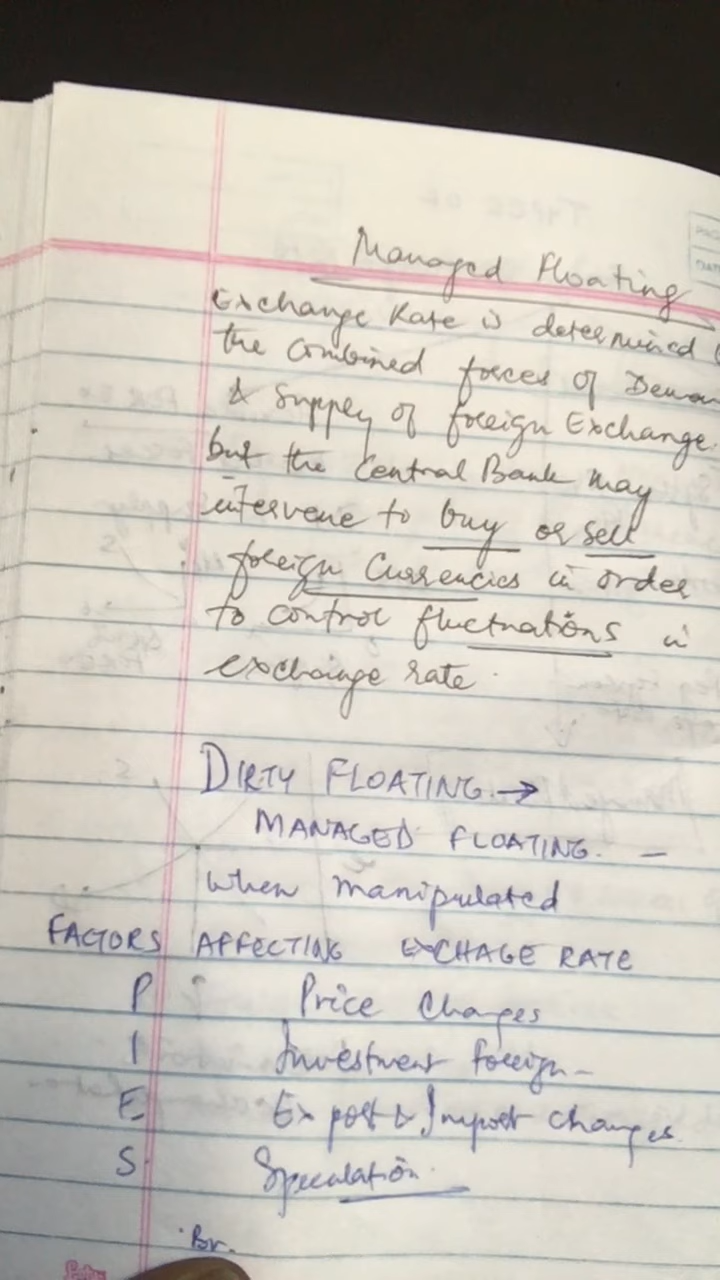 Managed Floating
Exchange Rate is determined
the combined forces of Deman
& Supply of foreign Exchange.
but the Central Bank may
intervene to buy or sell
foreign Currencies in order
to control fluctuations in
exchange rate.
DIRTY FLOATING →
MANAGED FLOATING. —
When manipulated
FACTORS AFFECTING EXCHAGE RATE
P Price Changes
I Investment foreign -
E Export & Import changes
S Speculation.
Br.